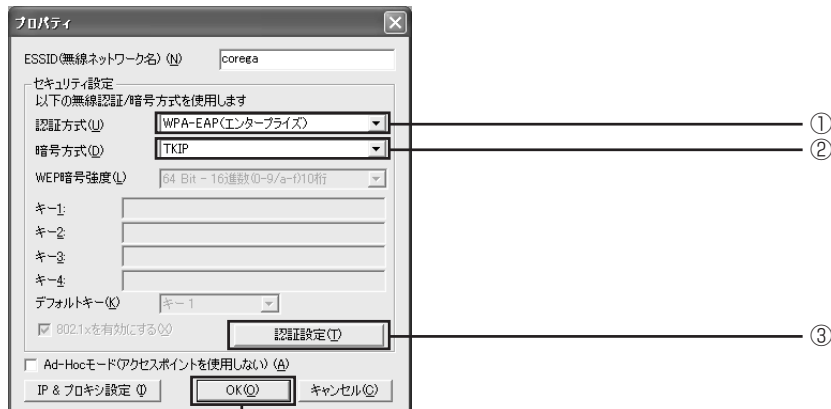 プロパティ
ESSID(無線ネットワーク名) (N) corega
セキュリティ設定
以下の無線認証/暗号方式を使用します
認証方式(U) WPA-EAP(エンタープライズ) ①
暗号方式(D) TKIP ②
WEP暗号強度(L) 64 Bit - 16進数(0-9/a-f)10桁
キー1:
キー2:
キー3:
キー4:
デフォルトキー(K) キー 1
802.1xを有効にする(X) 認証設定(T) ③
Ad-Hocモード(アクセスポイントを使用しない) (A)
IP & プロキシ設定 (I) OK(O) キャンセル(C)